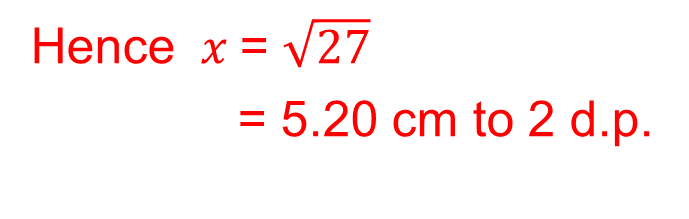 Hence x = √27
= 5.20 cm to 2 d.p.